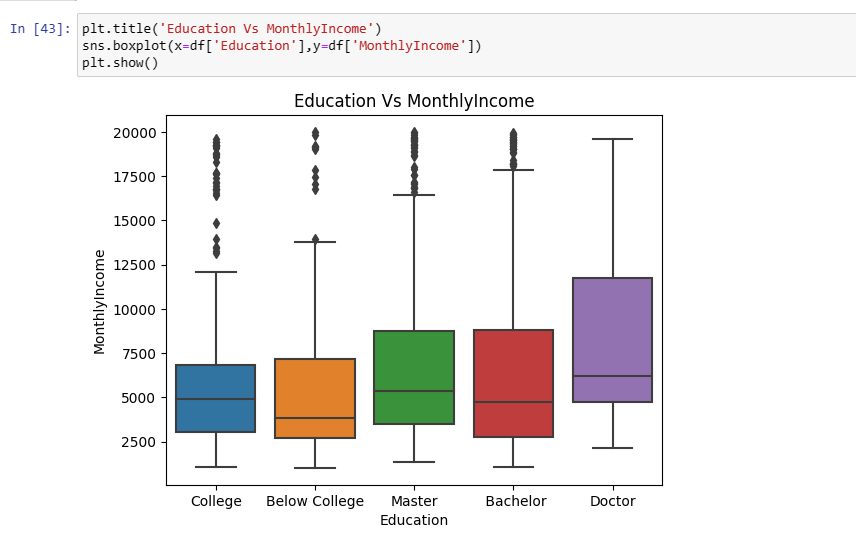 In [43]: plt.title('Education Vs MonthlyIncome')
sns.boxplot(x=df['Education'],y=df['MonthlyIncome'])
plt.show()
Education Vs MonthlyIncome
20000
17500
15000
12500
10000
7500
5000
2500
MonthlyIncome
College Below College Master Bachelor Doctor
Education